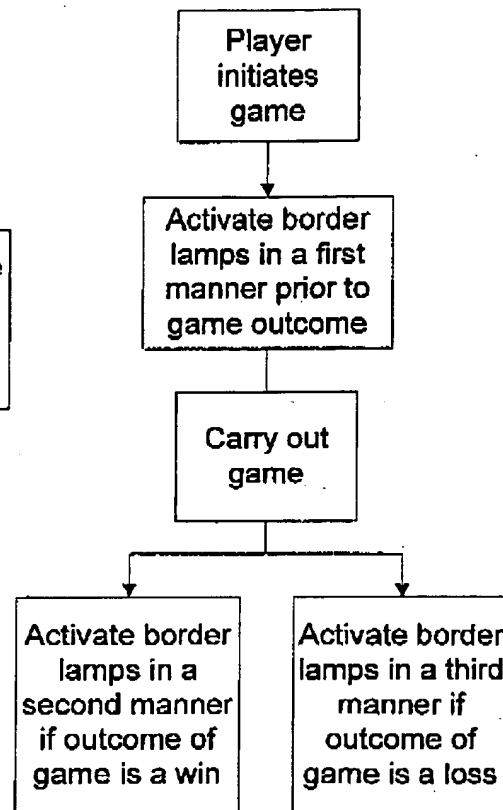 Player
initiates
game
Activate border
lamps in a first
manner prior to
game outcome
Carry out
game
Activate border
lamps in a
second manner
if outcome of
game is a win
Activate border
lamps in a third
manner if
outcome of
game is a loss